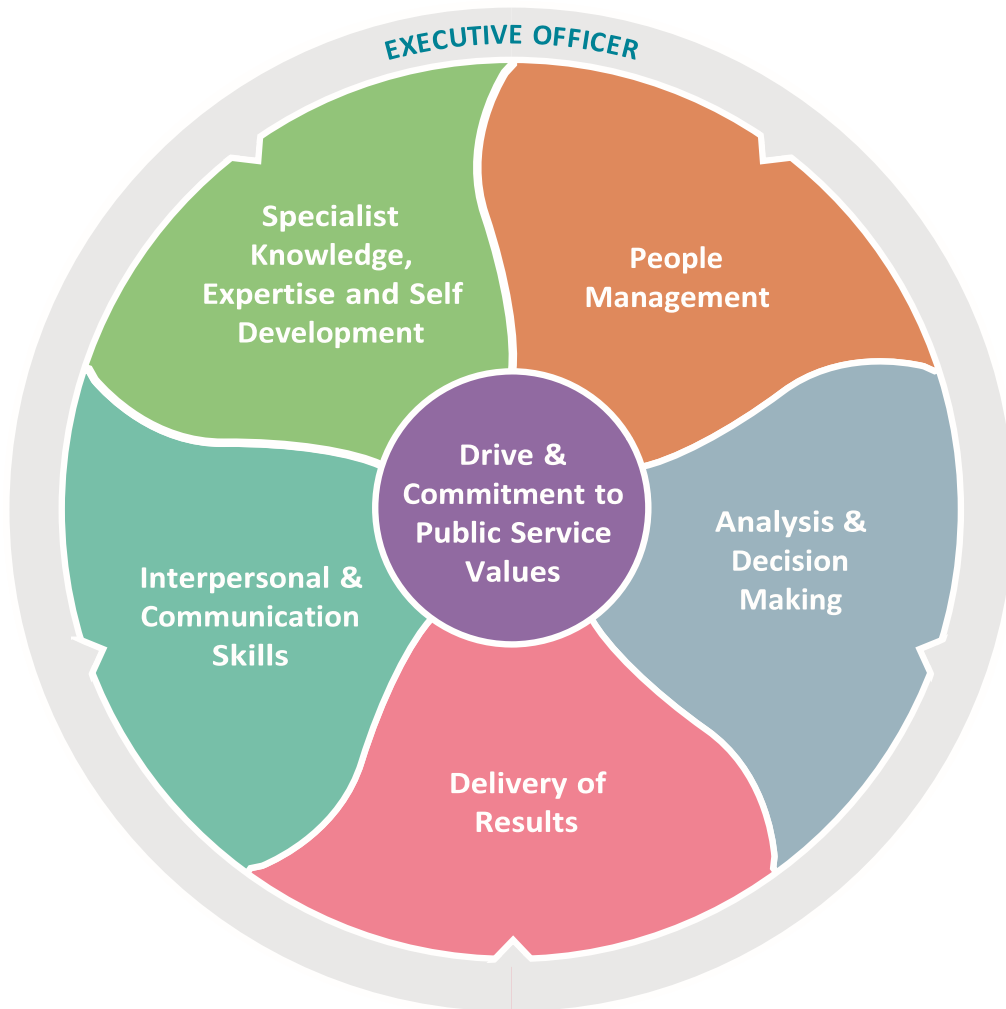 EXECUTIVE OFFICER
Specialist
Knowledge,
Expertise and Self
Development
People
Management
Drive &
Commitment to
Public Service
Values
Analysis &
Decision
Making
Interpersonal &
Communication
Skills
Delivery of
Results